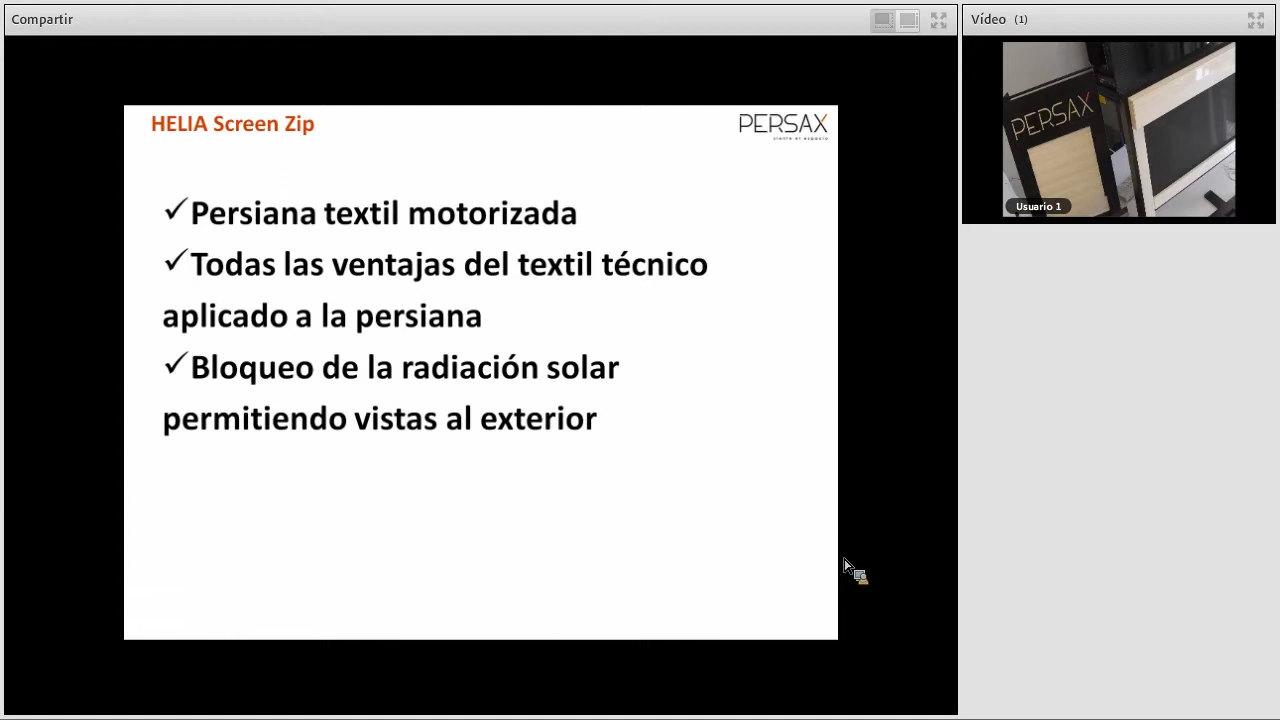 Compartir
Vídeo (1)
HELIA Screen Zip
PERSAX
✓Persiana textil motorizada
✓Todas las ventajas del textil técnico
aplicado a la persiana
✓Bloqueo de la radiación solar
permitiendo vistas al exterior
PERSAX
Usuario 1